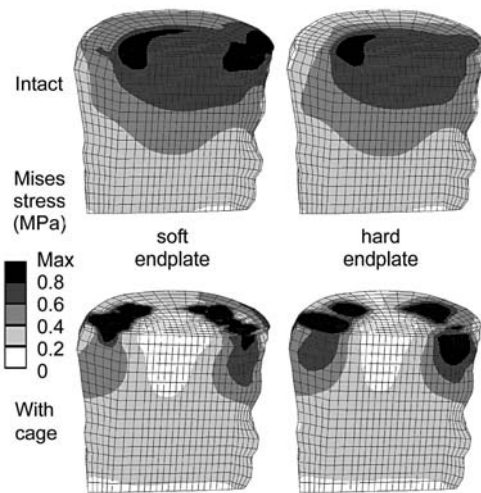 Intact
Mises
stress
(MPa)
soft
endplate
hard
endplate
Max
0.8
0.6
0.4
0.2
0
With
cage